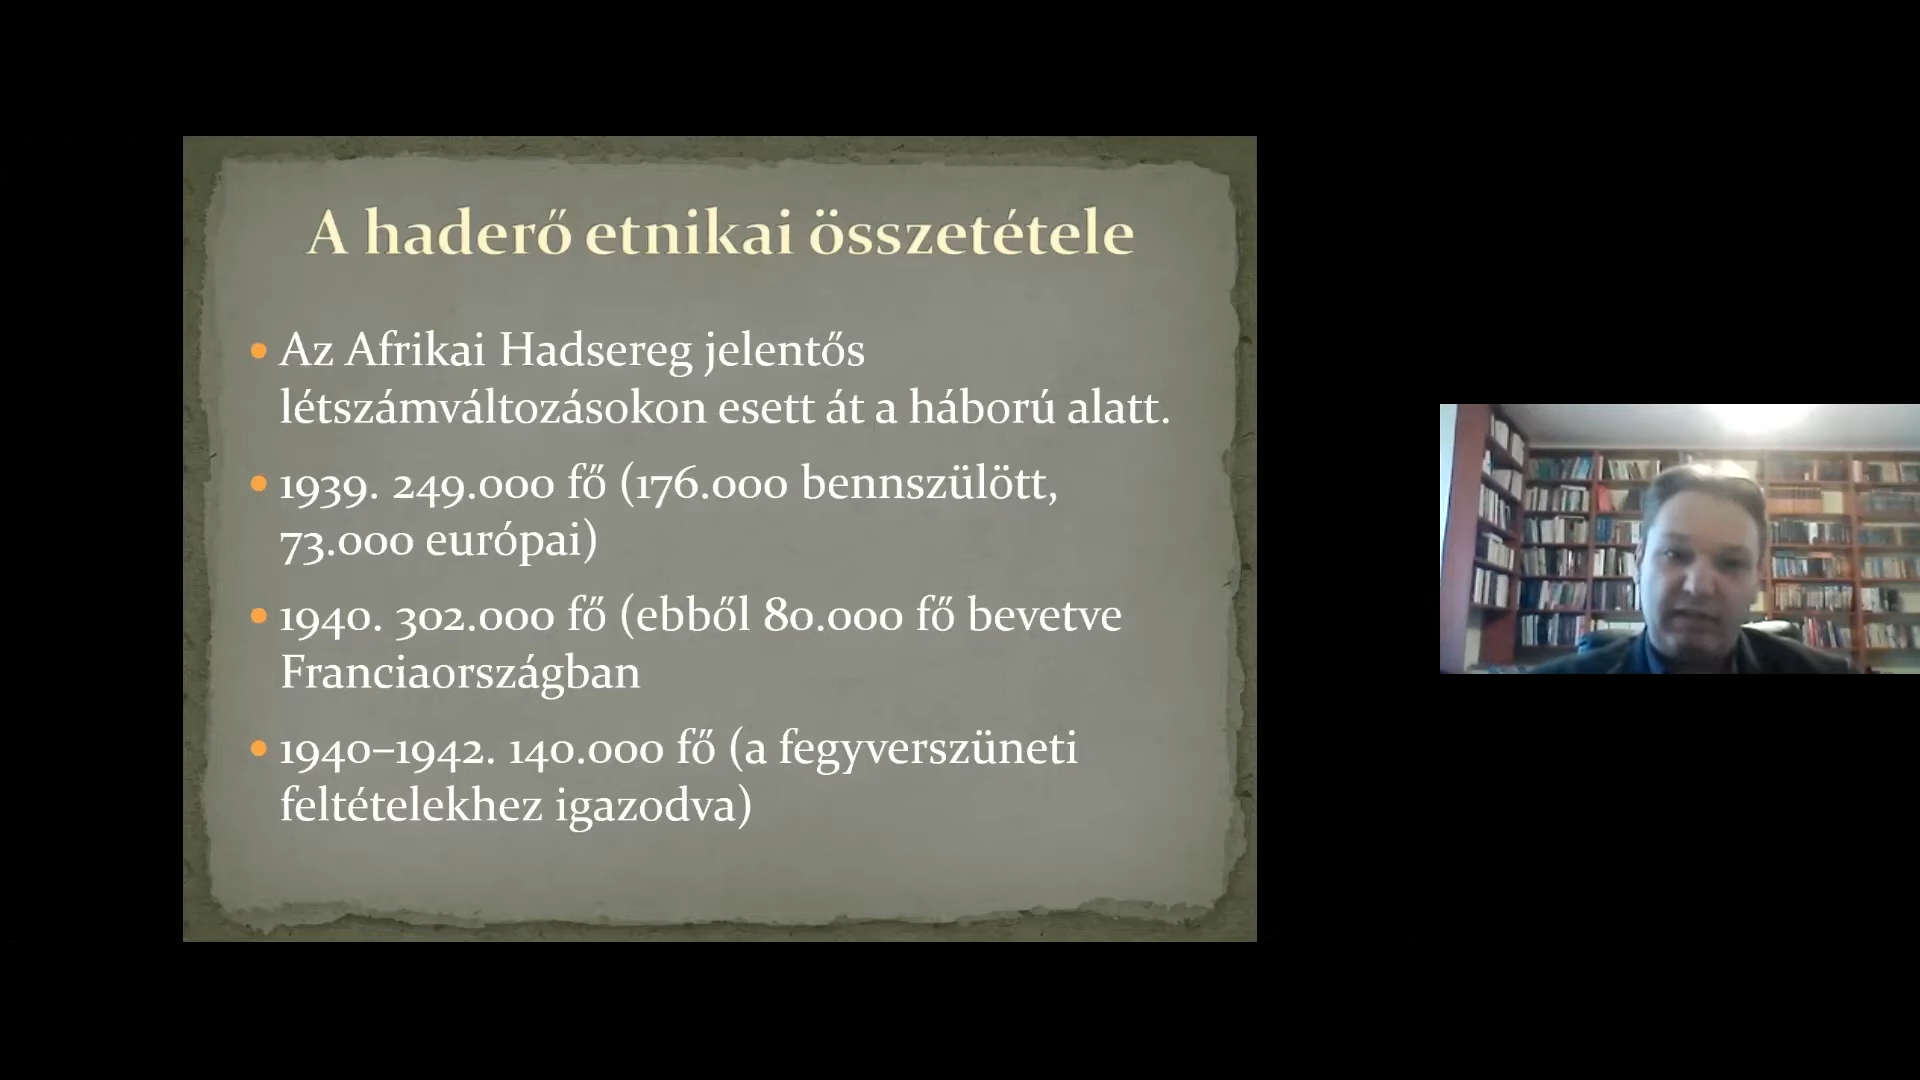 A haderő etnikai összetétele
Az Afrikai Hadsereg jelentős
létszámváltozásokon esett át a háború alatt.
1939. 249.000 fő (176.000 bennszülött,
73.000 európai)
1940. 302.000 fő (ebből 80.000 fő bevetve
Franciaországban
1940–1942. 140.000 fő (a fegyverszüneti
feltételekhez igazodva)